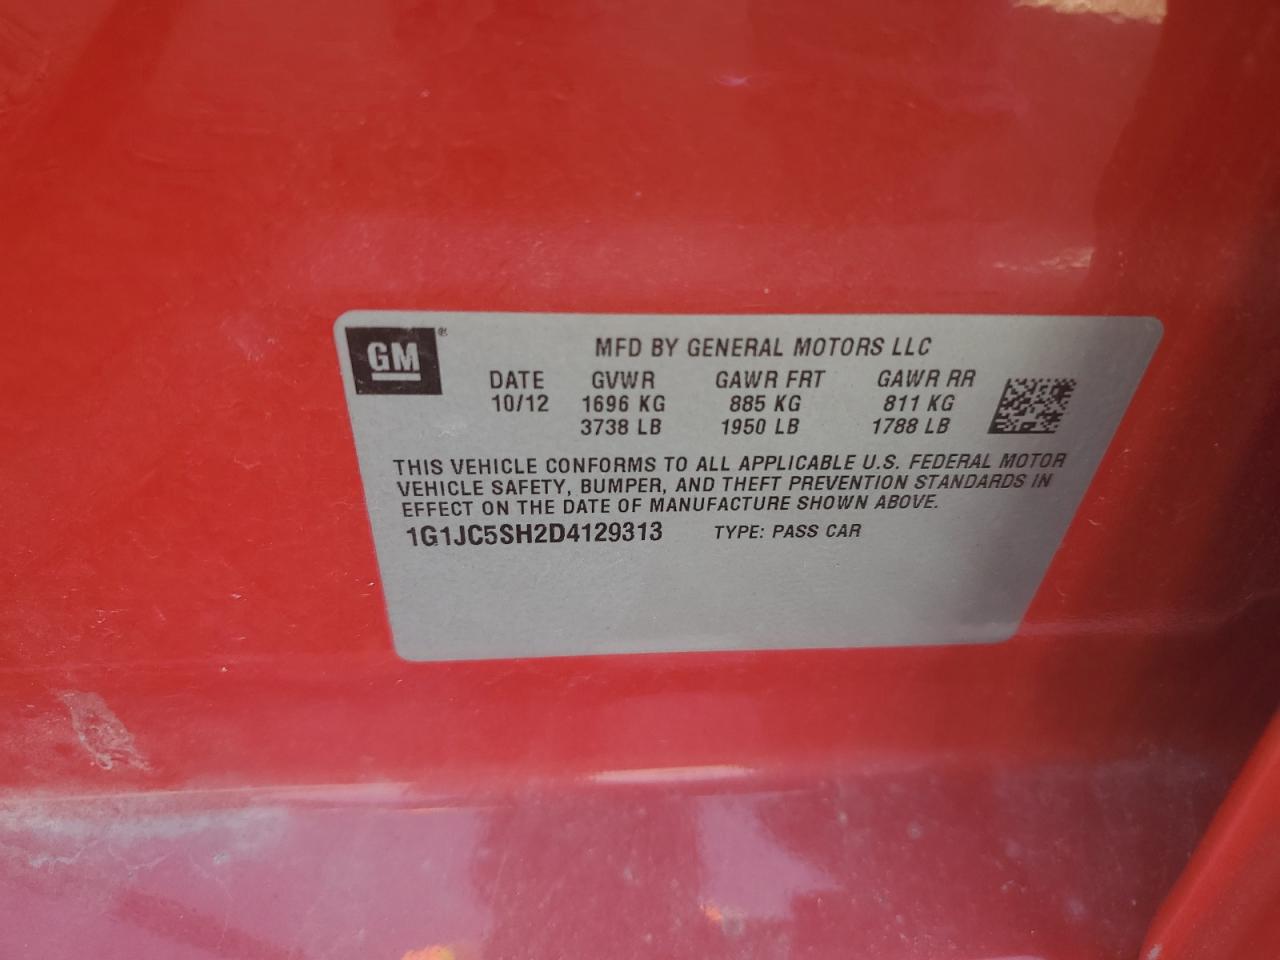 GM®
MFD BY GENERAL MOTORS LLC
DATE GVWR GAWR FRT GAWR RR
10/12 1696 KG 885 KG 811 KG
3738 LB 1950 LB 1788 LB
THIS VEHICLE CONFORMS TO ALL APPLICABLE U.S. FEDERAL MOTOR
VEHICLE SAFETY, BUMPER, AND THEFT PREVENTION STANDARDS IN
EFFECT ON THE DATE OF MANUFACTURE SHOWN ABOVE.
1G1JC5SH2D4129313 TYPE: PASS CAR